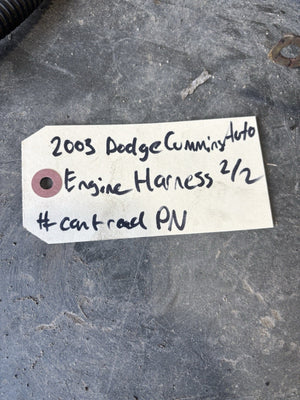 2003 Dodge Cummins Auto
Engine Harness 2/2
# cant read PN